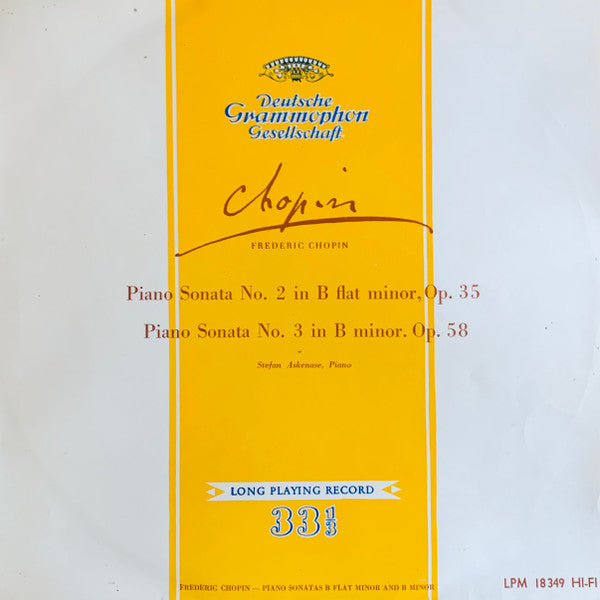 Deutsche
Grammophon
Gesellschaft
Chopin
FREDERIC CHOPIN
Piano Sonata No. 2 in B flat minor, Op. 35
Piano Sonata No. 3 in B minor. Op. 58
Stefan Askenase, Piano
LONG PLAYING RECORD
33⅓
FREDERIC CHOPIN — PIANO SONATAS B FLAT MINOR AND B MINOR
LPM 18349 HI-FI